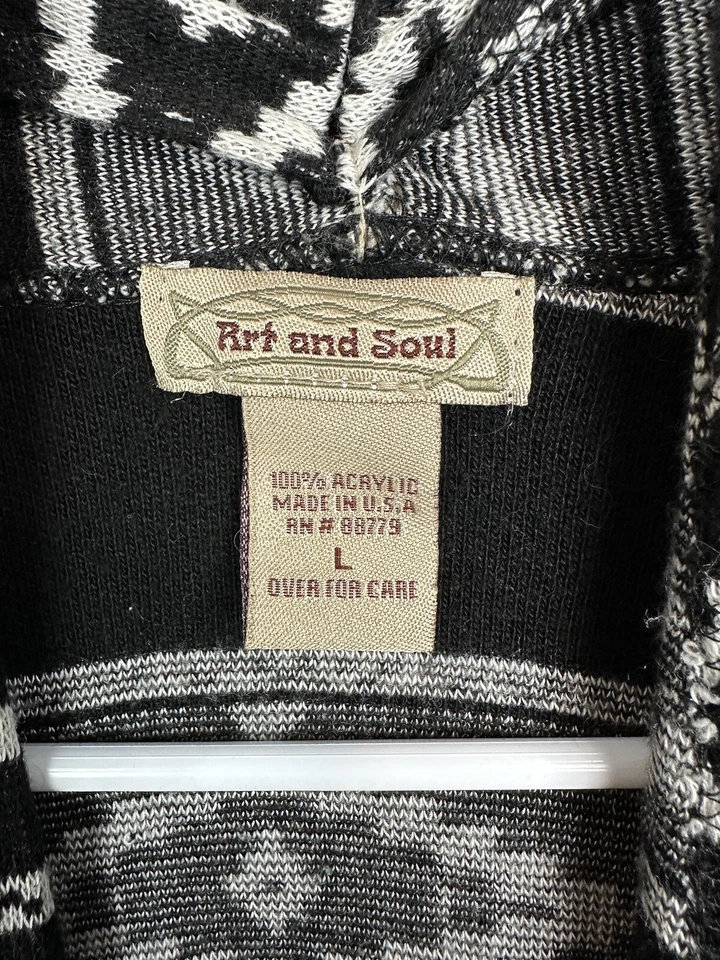 Art and Soul
100% ACRYLIC
MADE IN U.S.A
RN # 88779
L
OVER FOR CARE